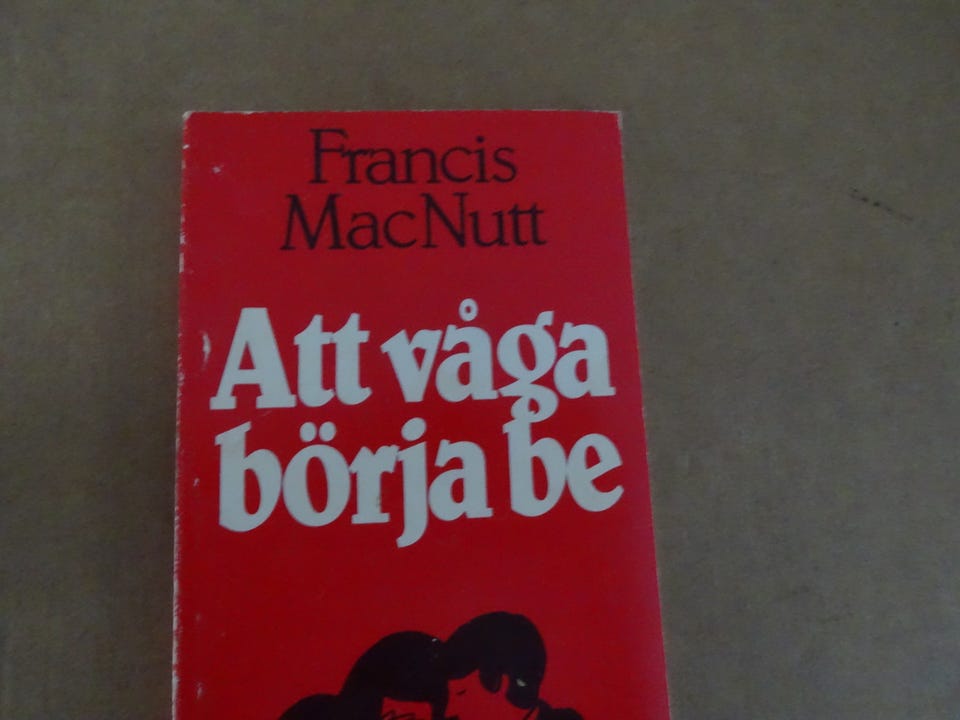 Francis
MacNutt
Att våga
börja be